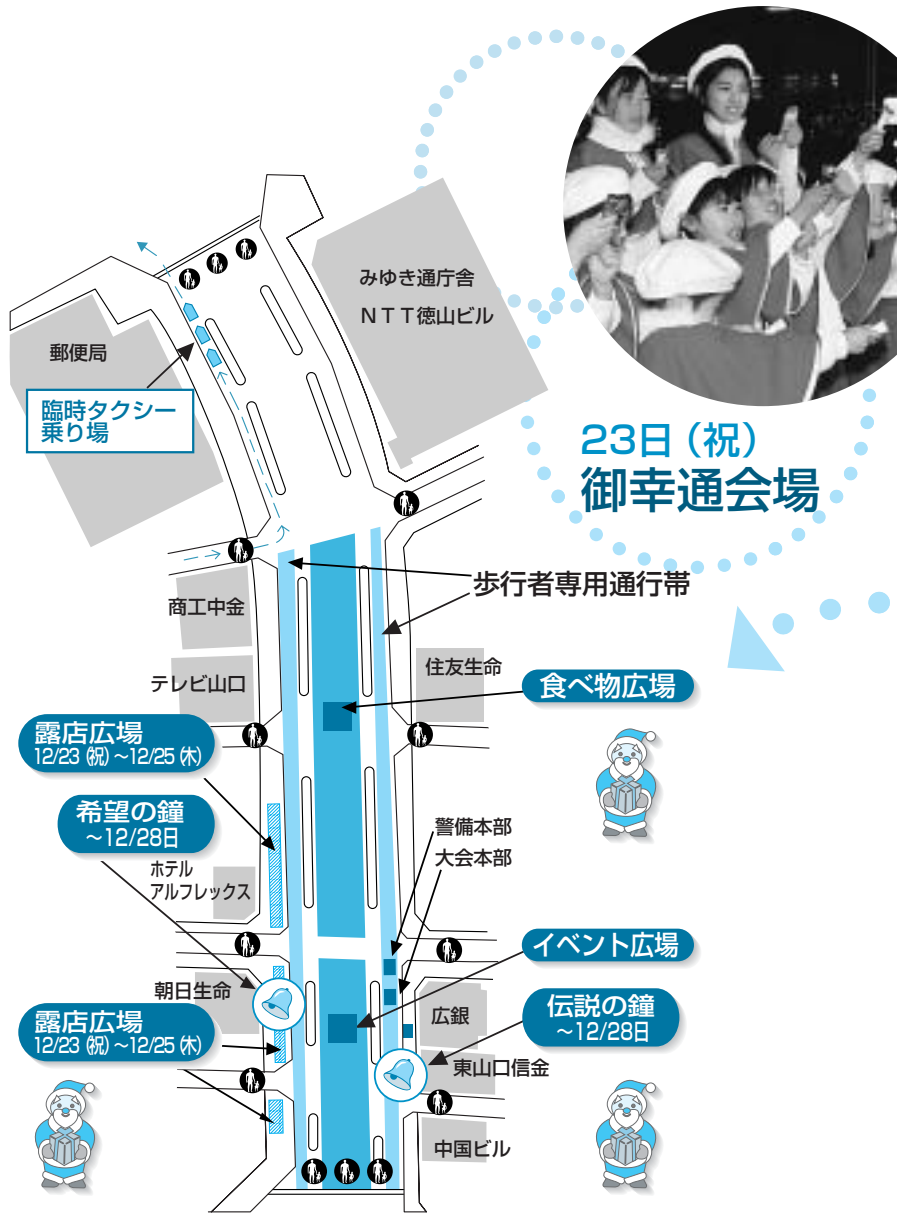 みゆき通庁舎
NTT徳山ビル
郵便局
臨時タクシー
乗り場
23日(祝)
御幸通会場
歩行者専用通行帯
商工中金
テレビ山口
住友生命
食べ物広場
露店広場
12/23(祝)~12/25(木)
希望の鐘
~12/28日
警備本部
大会本部
ホテル
アルフレックス
イベント広場
朝日生命
広銀
伝説の鐘
~12/28日
露店広場
12/23(祝)~12/25(木)
東山口信金
中国ビル